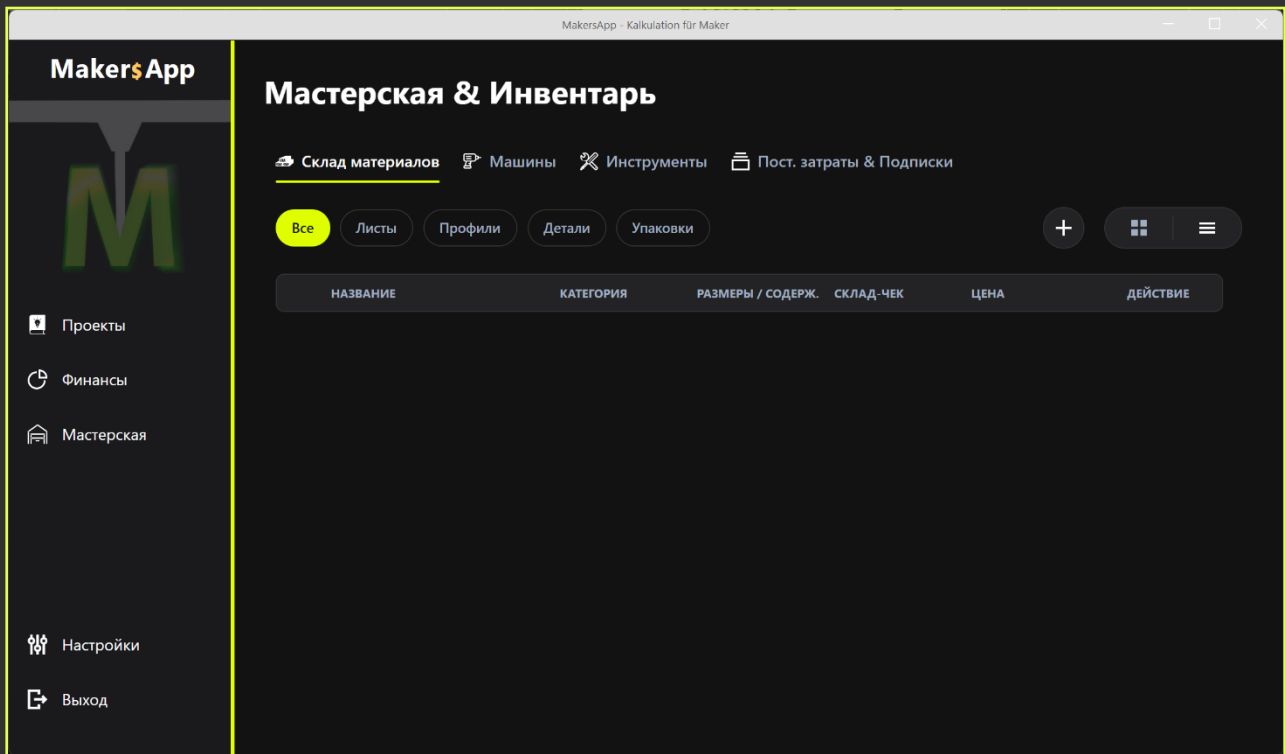 MakersApp - Kalkulation für Maker
Maker$App
Мастерская & Инвентарь
Склад материалов Машины Инструменты Пост. затраты & Подписки
Все Листы Профили Детали Упаковки
НАЗВАНИЕ КАТЕГОРИЯ РАЗМЕРЫ / СОДЕРЖ. СКЛАД-ЧЕК ЦЕНА ДЕЙСТВИЕ
M
Проекты
Финансы
Мастерская
Настройки
Выход